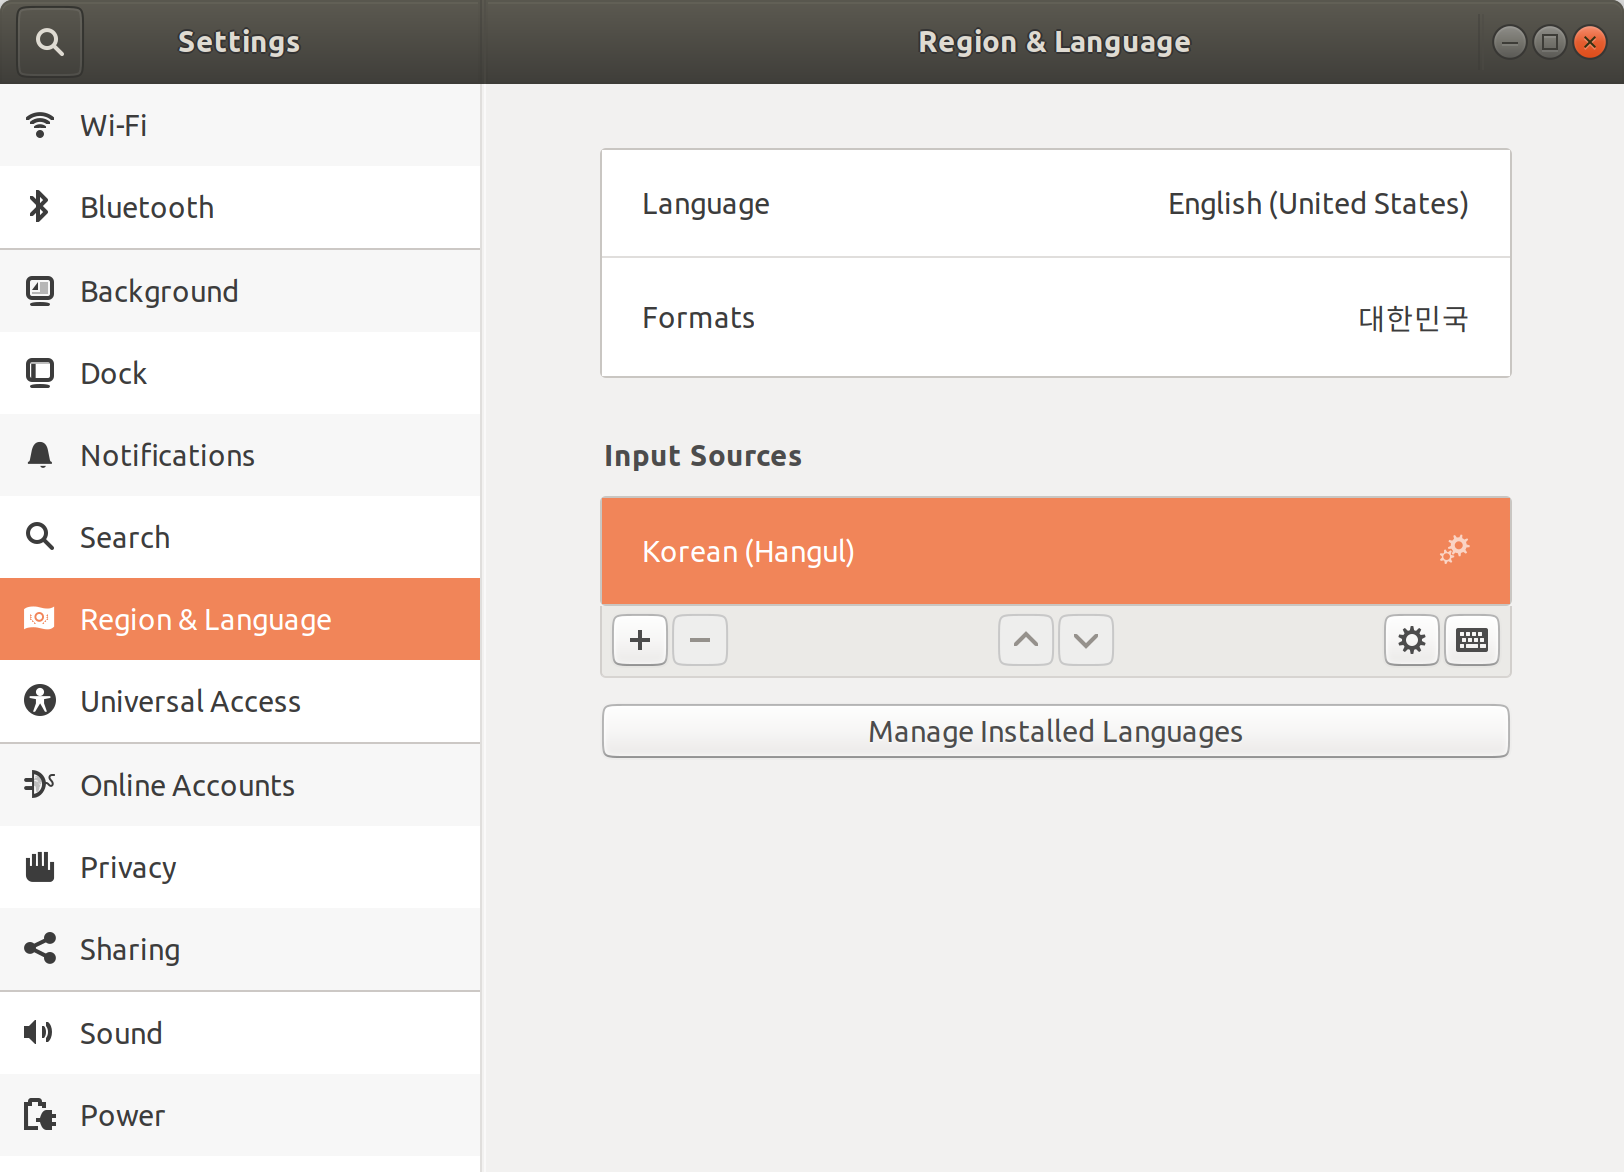 Settings
Region & Language
Wi-Fi
Bluetooth
Background
Dock
Notifications
Search
Region & Language
Universal Access
Online Accounts
Privacy
Sharing
Sound
Power
Language English (United States)
Formats 대한민국
Input Sources
Korean (Hangul)
Manage Installed Languages